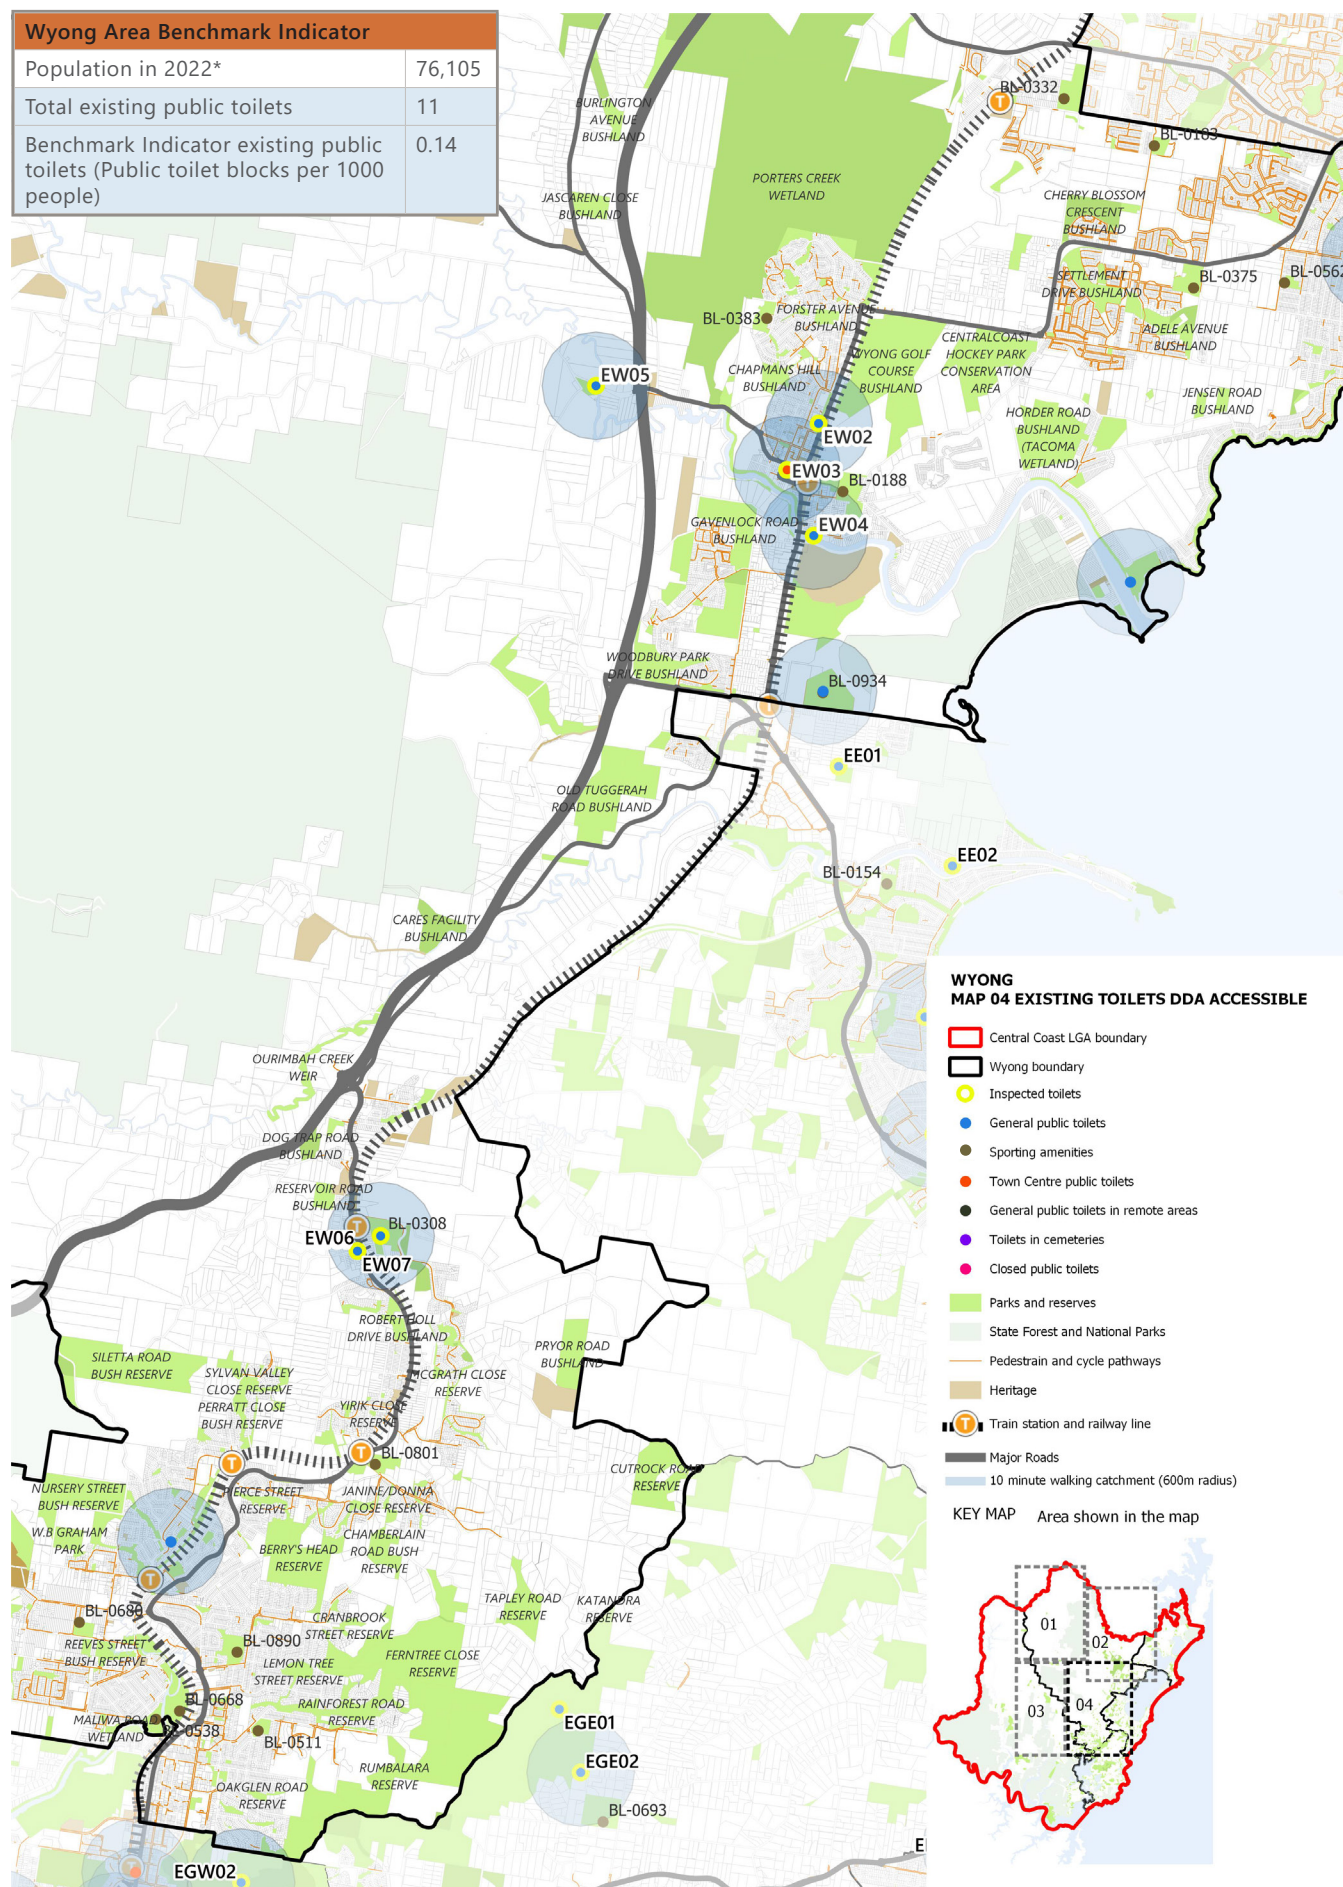 Wyong Area Benchmark Indicator
Population in 2022* 76,105
Total existing public toilets 11
Benchmark Indicator existing public 0.14
toilets (Public toilet blocks per 1000
people)
BL-0332
BURLINGTON
AVENUE
BUSHLAND
BL-0183
PORTERS CREEK
WETLAND
JASCAREN CLOSE
BUSHLAND
CHERRY BLOSSOM
CRESCENT
BUSHLAND
SETTLEMENT
DRIVE BUSHLAND
BL-0375
BL-0562
BL-0383
FORSTER AVENUE
BUSHLAND
ADELE AVENUE
BUSHLAND
CENTRALCOAST
HOCKEY PARK
CONSERVATION
AREA
WYONG GOLF
COURSE
BUSHLAND
CHAPMANS HILL
BUSHLAND
EW05
JENSEN ROAD
BUSHLAND
HORDER ROAD
BUSHLAND
(TACOMA
WETLAND)
EW02
EW03
T
BL-0188
GAVENLOCK ROAD
BUSHLAND
EW04
WOODBURY PARK
DRIVE BUSHLAND
BL-0934
T
EE01
OLD TUGGERAH
ROAD BUSHLAND
EE02
BL-0154
CARES FACILITY
BUSHLAND
OURIMBAH CREEK
WEIR
DOG TRAP ROAD
BUSHLAND
RESERVOIR ROAD
BUSHLAND
T
BL-0308
EW06
EW07
ROBERT HOLL
DRIVE BUSHLAND
PRYOR ROAD
BUSHLAND
MCGRATH CLOSE
RESERVE
SILETTA ROAD
BUSH RESERVE
SYLVAN VALLEY
CLOSE RESERVE
PERRATT CLOSE
BUSH RESERVE
YIRIK CLOSE
RESERVE
T
T
BL-0801
CUTROCK ROAD
RESERVE
NURSERY STREET
BUSH RESERVE
PIERCE STREET
RESERVE
JANINE/DONNA
CLOSE RESERVE
W.B GRAHAM
PARK
BERRY'S HEAD
RESERVE
CHAMBERLAIN
ROAD BUSH
RESERVE
T
TAPLEY ROAD
RESERVE
KATANDRA
RESERVE
BL-0680
CRANBROOK
STREET RESERVE
REEVES STREET
BUSH RESERVE
BL-0890
LEMON TREE
STREET RESERVE
FERNTREE CLOSE
RESERVE
BL-0668
RAINFOREST ROAD
RESERVE
MALIWA ROAD
WETLAND
BL-0538
BL-0511
EGE01
EGE02
RUMBALARA
RESERVE
OAKGLEN ROAD
RESERVE
BL-0693
EGW02
WYONG
MAP 04 EXISTING TOILETS DDA ACCESSIBLE
Central Coast LGA boundary
Wyong boundary
Inspected toilets
General public toilets
Sporting amenities
Town Centre public toilets
General public toilets in remote areas
Toilets in cemeteries
Closed public toilets
Parks and reserves
State Forest and National Parks
Pedestrain and cycle pathways
Heritage
T Train station and railway line
Major Roads
10 minute walking catchment (600m radius)
KEY MAP Area shown in the map
01
02
03
04